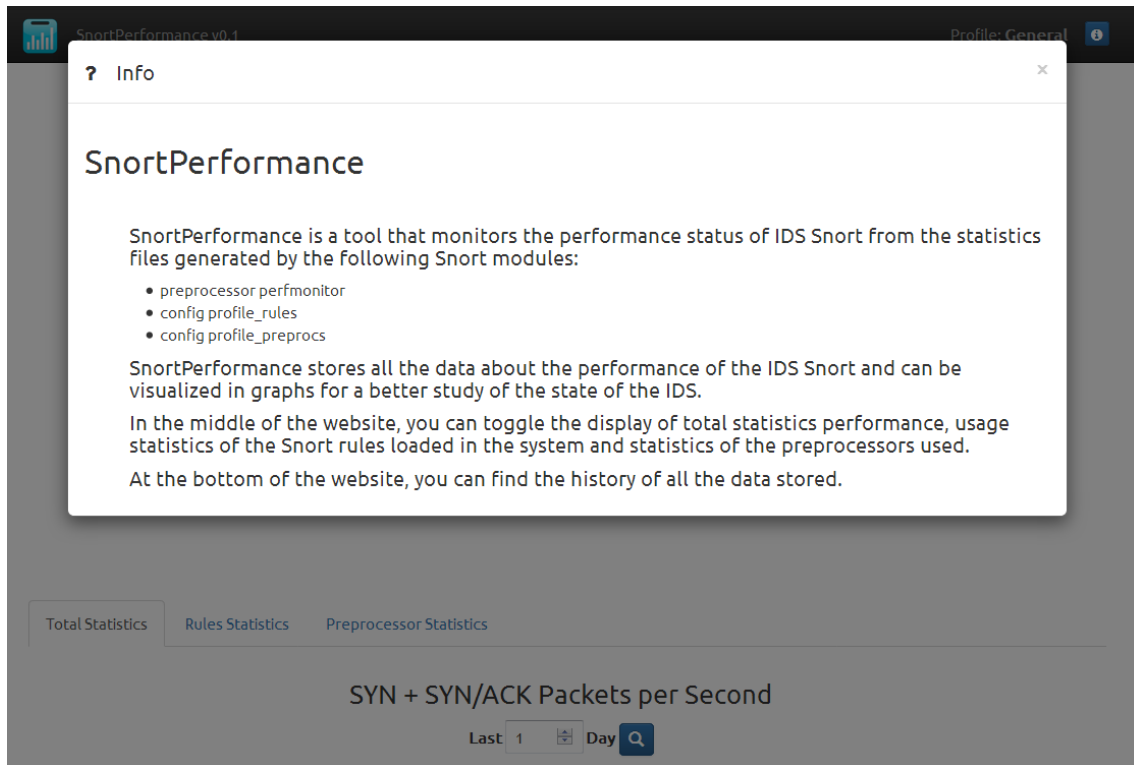 SnortPerformance v0.1
Profile: General
? Info
×
SnortPerformance
SnortPerformance is a tool that monitors the performance status of IDS Snort from the statistics
files generated by the following Snort modules:
• preprocessor perfmonitor
• config profile_rules
• config profile_preprocs
SnortPerformance stores all the data about the performance of the IDS Snort and can be
visualized in graphs for a better study of the state of the IDS.
In the middle of the website, you can toggle the display of total statistics performance, usage
statistics of the Snort rules loaded in the system and statistics of the preprocessors used.
At the bottom of the website, you can find the history of all the data stored.
Total Statistics Rules Statistics Preprocessor Statistics
SYN + SYN/ACK Packets per Second
Last 1 Day